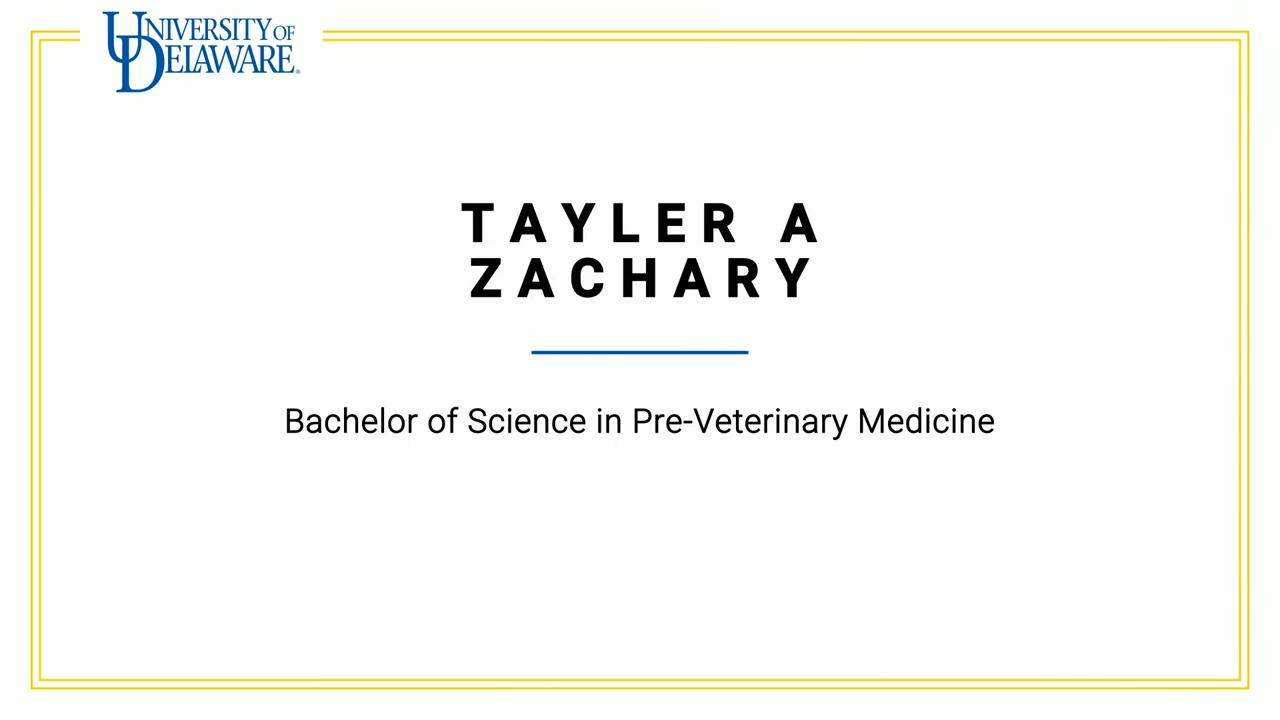 UNIVERSITY OF
DELAWARE
TAYLER A
ZACHARY
Bachelor of Science in Pre-Veterinary Medicine